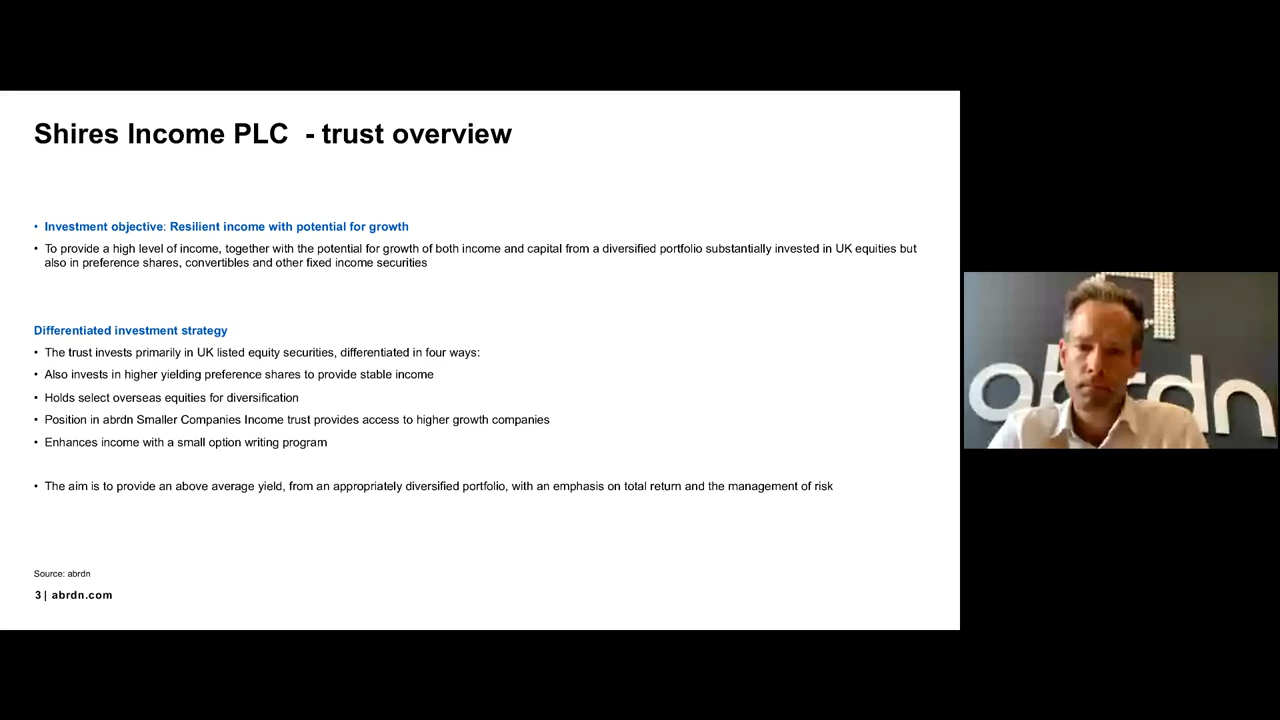 Shires Income PLC - trust overview
• Investment objective: Resilient income with potential for growth
• To provide a high level of income, together with the potential for growth of both income and capital from a diversified portfolio substantially invested in UK equities but
also in preference shares, convertibles and other fixed income securities
Differentiated investment strategy
• The trust invests primarily in UK listed equity securities, differentiated in four ways:
• Also invests in higher yielding preference shares to provide stable income
• Holds select overseas equities for diversification
• Position in abrdn Smaller Companies Income trust provides access to higher growth companies
• Enhances income with a small option writing program
• The aim is to provide an above average yield, from an appropriately diversified portfolio, with an emphasis on total return and the management of risk
Source: abrdn
3 | abrdn.com
abrdn